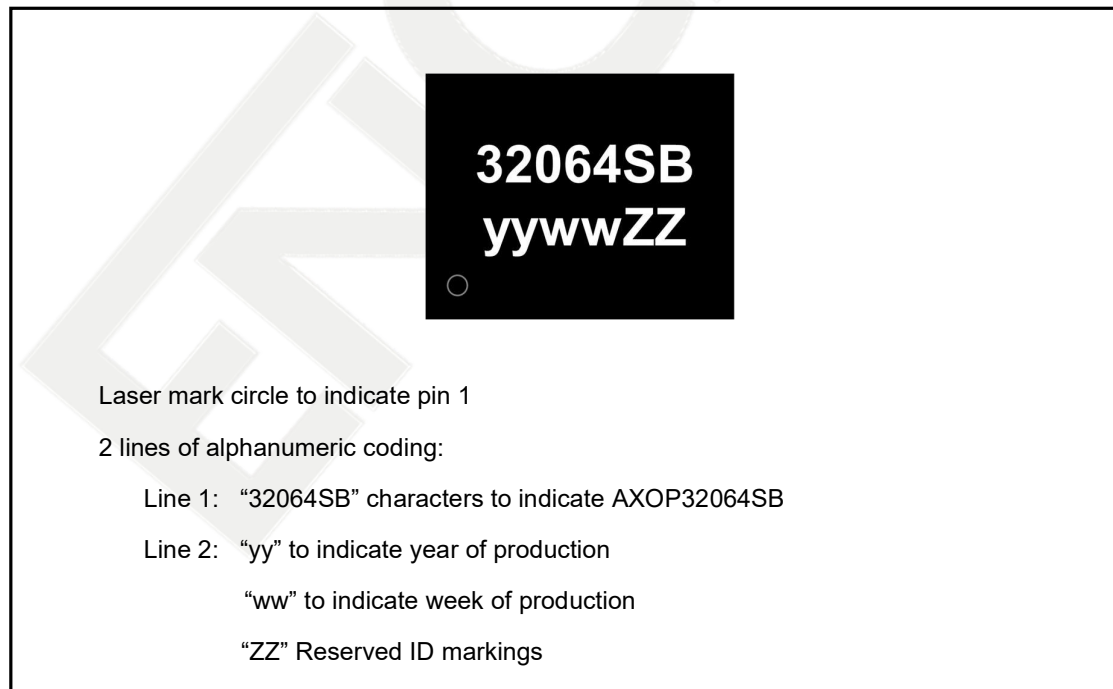 32064SB
yywwZZ
Laser mark circle to indicate pin 1
2 lines of alphanumeric coding:
Line 1: “32064SB” characters to indicate AXOP32064SB
Line 2: “yy” to indicate year of production
“ww” to indicate week of production
“ZZ” Reserved ID markings